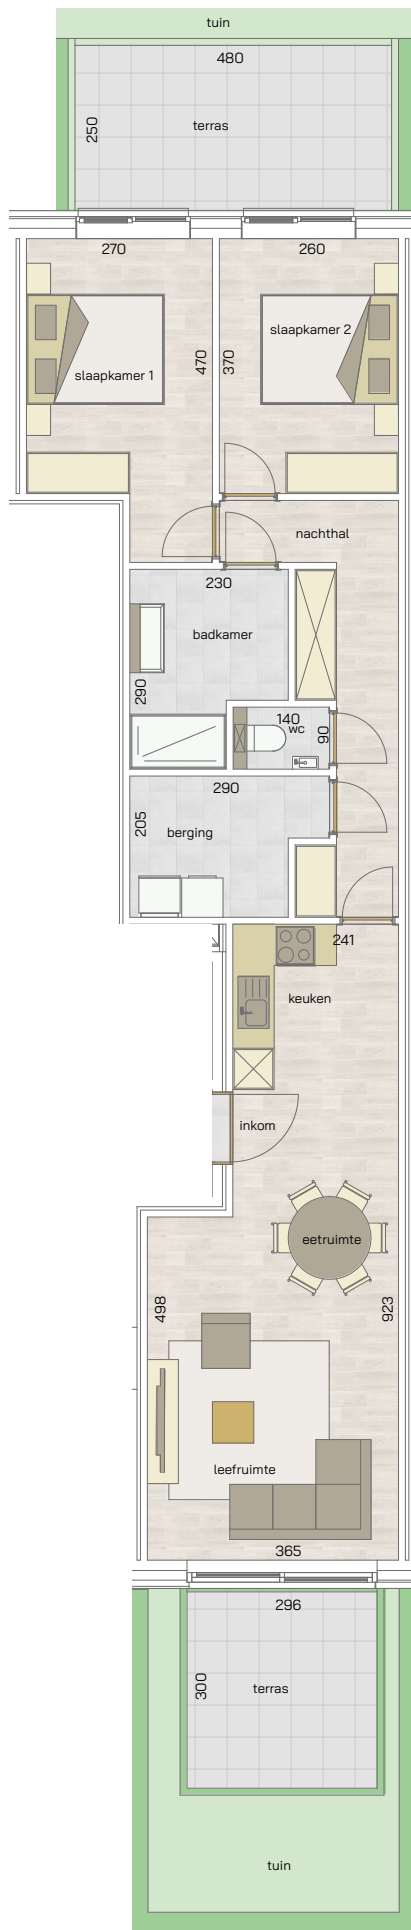 tuin
480
250
terras
270
260
slaapkamer 2
470
370
slaapkamer 1
nachthal
230
badkamer
290
140
wc
90
290
205
berging
241
keuken
inkom
eetruimte
498
923
leefruimte
365
296
300
terras
tuin